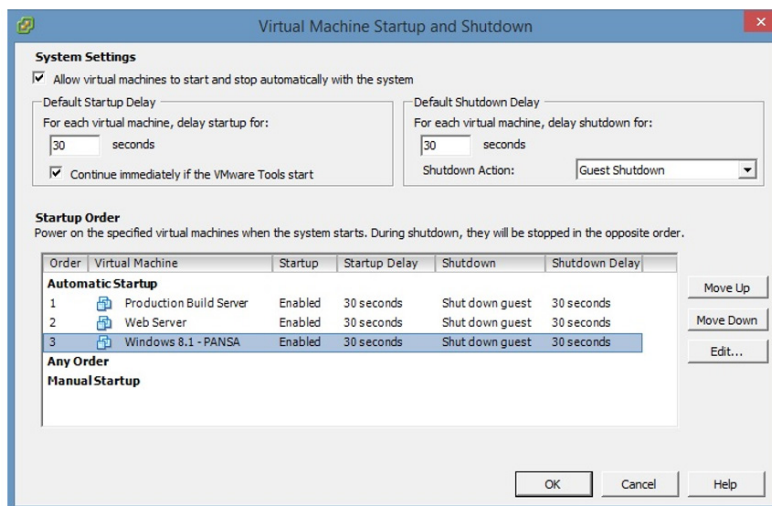 Virtual Machine Startup and Shutdown
System Settings
Allow virtual machines to start and stop automatically with the system
Default Startup Delay
For each virtual machine, delay startup for:
30 seconds
Continue immediately if the VMware Tools start
Default Shutdown Delay
For each virtual machine, delay shutdown for:
30 seconds
Shutdown Action: Guest Shutdown
Startup Order
Power on the specified virtual machines when the system starts. During shutdown, they will be stopped in the opposite order.
Order Virtual Machine Startup Startup Delay Shutdown Shutdown Delay
Automatic Startup
1 Production Build Server Enabled 30 seconds Shut down guest 30 seconds
2 Web Server Enabled 30 seconds Shut down guest 30 seconds
3 Windows 8.1 - PANSA Enabled 30 seconds Shut down guest 30 seconds
Any Order
Manual Startup
Move Up
Move Down
Edit...
OK Cancel Help